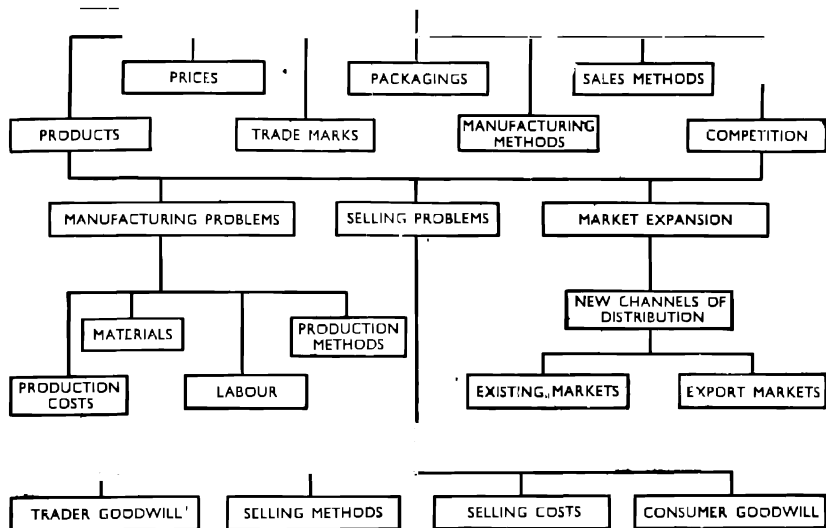 PRICES
PACKAGINGS
SALES METHODS
PRODUCTS
TRADE MARKS
MANUFACTURING
METHODS
COMPETITION
MANUFACTURING PROBLEMS
SELLING PROBLEMS
MARKET EXPANSION
NEW CHANNELS OF
DISTRIBUTION
MATERIALS
PRODUCTION
METHODS
PRODUCTION
COSTS
LABOUR
EXISTING MARKETS
EXPORT MARKETS
TRADER GOODWILL
SELLING METHODS
SELLING COSTS
CONSUMER GOODWILL